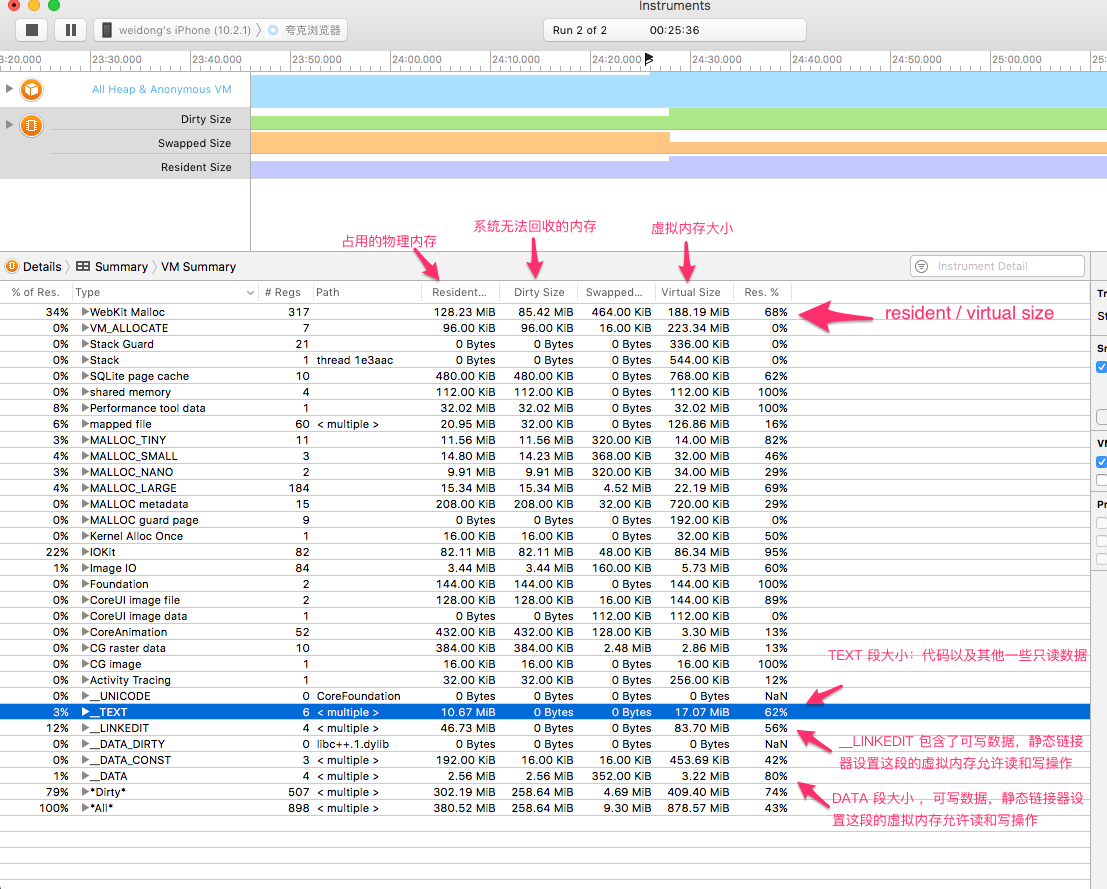 Instruments
weidong's iPhone (10.2.1) 〉 夸克浏览器
Run 2 of 2 00:25:36
3:20.000 23:30.000 23:40.000 23:50.000 24:00.000 24:10.000 24:20.000 24:30.000 24:40.000 24:50.000 25:00.000 25:
All Heap & Anonymous VM
Dirty Size
Swapped Size
Resident Size
占用的物理内存
系统无法回收的内存
虚拟内存大小
Details 〉 Summary 〉 VM Summary
Instrument Detail
% of Res. Type # Regs Path Resident... Dirty Size Swapped... Virtual Size Res. %
34% WebKit Malloc 317 128.23 MiB 85.42 MiB 464.00 KiB 188.19 MiB 68%
0% VM_ALLOCATE 7 96.00 KiB 96.00 KiB 16.00 KiB 223.34 MiB 0%
0% Stack Guard 21 0 Bytes 0 Bytes 0 Bytes 336.00 KiB 0%
0% Stack 1 thread 1e3aac 0 Bytes 0 Bytes 0 Bytes 544.00 KiB 0%
0% SQLite page cache 10 480.00 KiB 480.00 KiB 0 Bytes 768.00 KiB 62%
0% shared memory 4 112.00 KiB 112.00 KiB 0 Bytes 112.00 KiB 100%
8% Performance tool data 1 32.02 MiB 32.02 MiB 0 Bytes 32.02 MiB 100%
6% mapped file 60 < multiple > 20.95 MiB 32.00 KiB 0 Bytes 126.86 MiB 16%
3% MALLOC_TINY 11 11.56 MiB 11.56 MiB 320.00 KiB 14.00 MiB 82%
4% MALLOC_SMALL 3 14.80 MiB 14.23 MiB 368.00 KiB 32.00 MiB 46%
3% MALLOC_NANO 2 9.91 MiB 9.91 MiB 320.00 KiB 34.00 MiB 29%
4% MALLOC_LARGE 184 15.34 MiB 15.34 MiB 4.52 MiB 22.19 MiB 69%
0% MALLOC metadata 15 208.00 KiB 208.00 KiB 32.00 KiB 720.00 KiB 29%
0% MALLOC guard page 9 0 Bytes 0 Bytes 0 Bytes 192.00 KiB 0%
0% Kernel Alloc Once 1 16.00 KiB 16.00 KiB 0 Bytes 32.00 KiB 50%
22% IOKit 82 82.11 MiB 82.11 MiB 48.00 KiB 86.34 MiB 95%
1% Image IO 84 3.44 MiB 3.44 MiB 160.00 KiB 5.73 MiB 60%
0% Foundation 2 144.00 KiB 144.00 KiB 0 Bytes 144.00 KiB 100%
0% CoreUI image file 2 128.00 KiB 128.00 KiB 16.00 KiB 144.00 KiB 89%
0% CoreUI image data 1 0 Bytes 0 Bytes 112.00 KiB 112.00 KiB 0%
0% CoreAnimation 52 432.00 KiB 432.00 KiB 128.00 KiB 3.30 MiB 13%
0% CG raster data 10 384.00 KiB 384.00 KiB 2.48 MiB 2.86 MiB 13%
0% CG image 1 16.00 KiB 16.00 KiB 0 Bytes 16.00 KiB 100%
0% Activity Tracing 1 32.00 KiB 32.00 KiB 0 Bytes 256.00 KiB 12%
0% __UNICODE 0 CoreFoundation 0 Bytes 0 Bytes 0 Bytes 0 Bytes NaN
3% __TEXT 6 < multiple > 10.67 MiB 0 Bytes 0 Bytes 17.07 MiB 62%
12% __LINKEDIT 4 < multiple > 46.73 MiB 0 Bytes 0 Bytes 83.70 MiB 56%
0% __DATA_DIRTY 0 libc++.1.dylib 0 Bytes 0 Bytes 0 Bytes 0 Bytes NaN
0% __DATA_CONST 3 < multiple > 192.00 KiB 16.00 KiB 16.00 KiB 453.69 KiB 42%
1% __DATA 4 < multiple > 2.56 MiB 2.56 MiB 352.00 KiB 3.22 MiB 80%
79% *Dirty* 507 < multiple > 302.19 MiB 258.64 MiB 4.69 MiB 409.40 MiB 74%
100% *All* 898 < multiple > 380.52 MiB 258.64 MiB 9.30 MiB 878.57 MiB 43%
resident / virtual size
TEXT 段大小：代码以及其他一些只读数据
__LINKEDIT 包含了可写数据，静态链接
器设置这段的虚拟内存允许读和写操作
DATA 段大小 ，可写数据，静态链接器设
置这段的虚拟内存允许读和写操作
Tr
St
Sn
VM
Pr